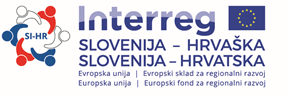 SI-HR
Interreg
SLOVENIJA – HRVAŠKA
SLOVENIJA – HRVATSKA
Evropska unija | Evropski sklad za regionalni razvoj
Europska unija | Europski fond za regionalni razvoj